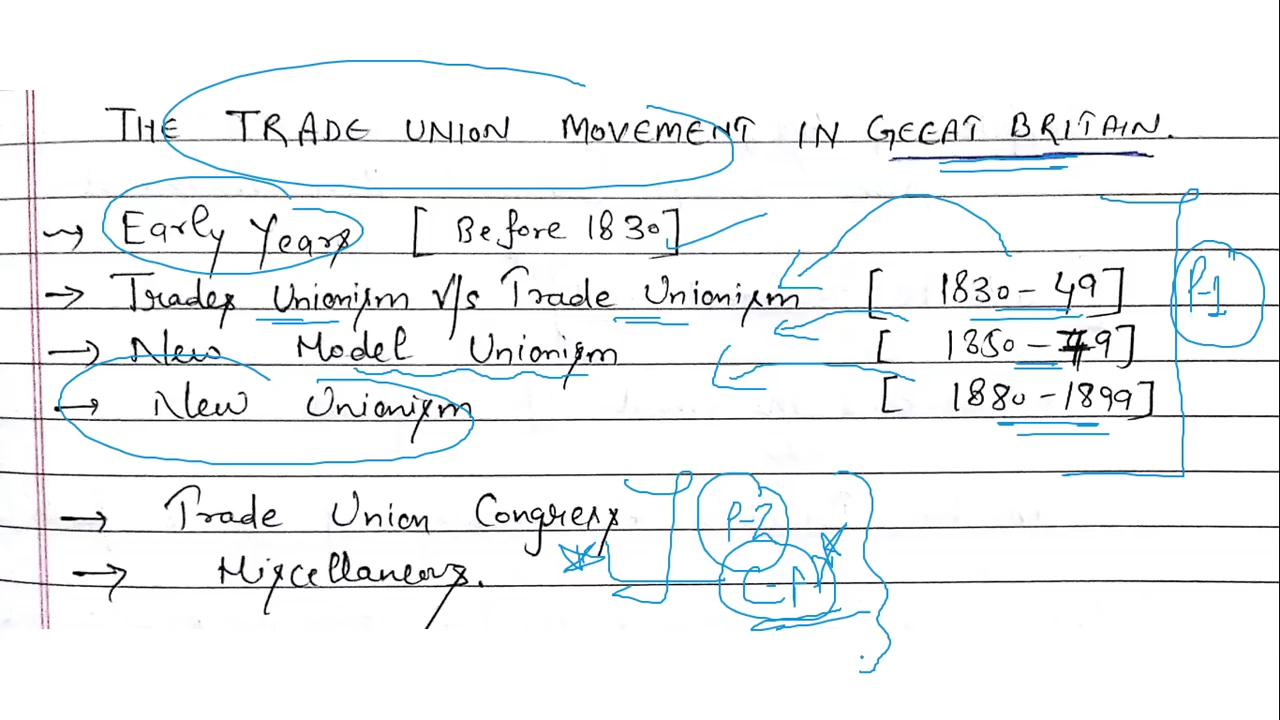 THE TRADE UNION MOVEMENT IN GEEAT BRITAIN.
→ Early Years [Before 1830]
→ Trades Unionism V/s Trade Unionism [1830-49]
→ New Model Unionism [1850-79]
→ New Unionism [1880-1899]
P-1
→ Trade Union Congress
P-2
→ Miscellaneous.